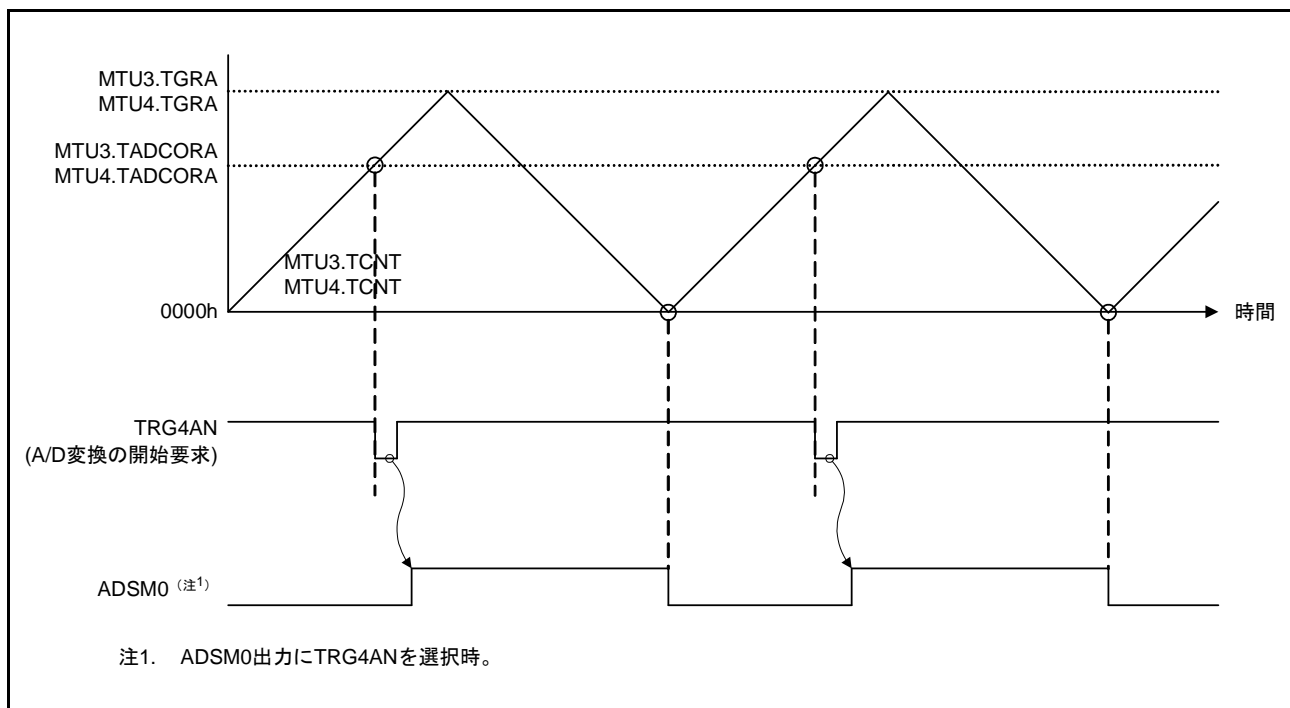 MTU3.TGRA
MTU4.TGRA
MTU3.TADCORA
MTU4.TADCORA
MTU3.TCNT
MTU4.TCNT
0000h
時間
TRG4AN
(A/D変換の開始要求)
ADSM0（注1）
注1. ADSM0出力にTRG4ANを選択時。